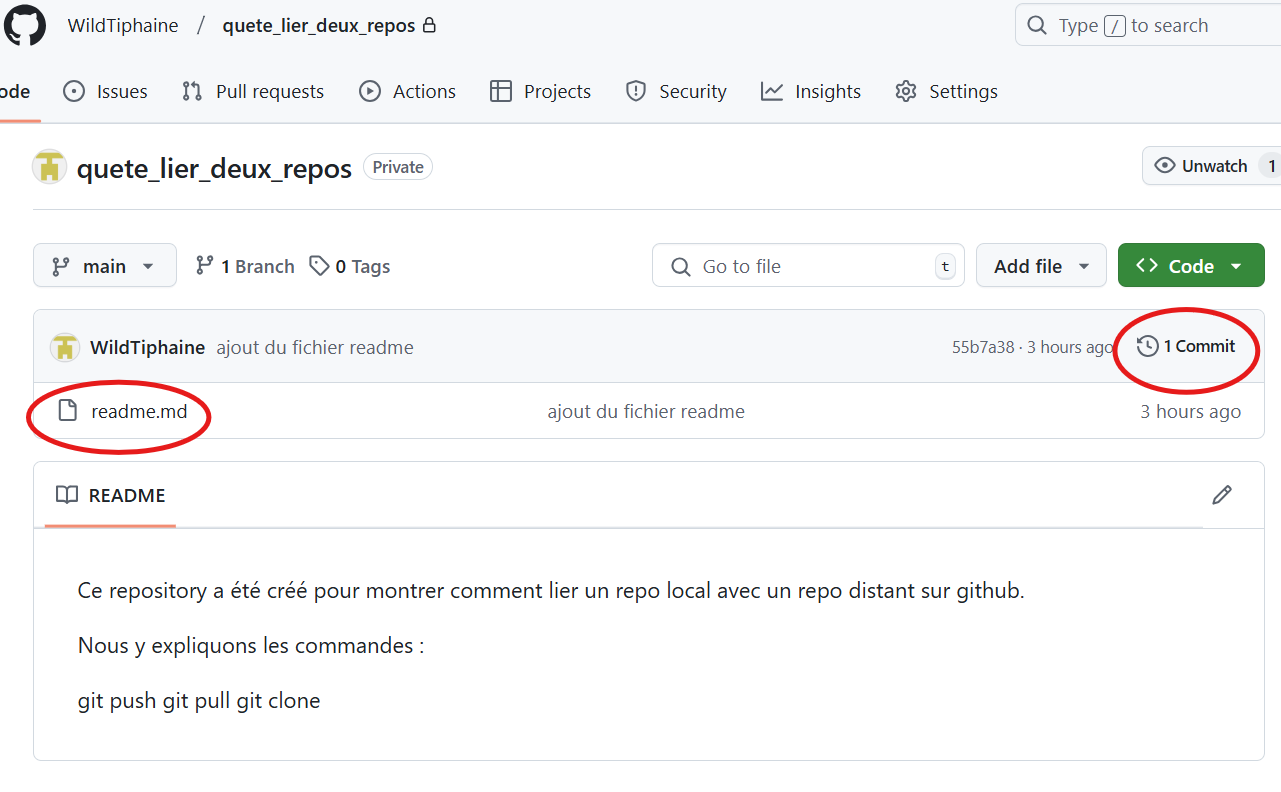 WildTiphaine / quete_lier_deux_repos
Type / to search
ode Issues Pull requests Actions Projects Security Insights Settings
quete_lier_deux_repos Private
Unwatch 1
main 1 Branch 0 Tags
Go to file t
Add file
Code
WildTiphaine ajout du fichier readme
55b7a38 · 3 hours ago
1 Commit
readme.md ajout du fichier readme 3 hours ago
README
Ce repository a été créé pour montrer comment lier un repo local avec un repo distant sur github.
Nous y expliquons les commandes :
git push git pull git clone